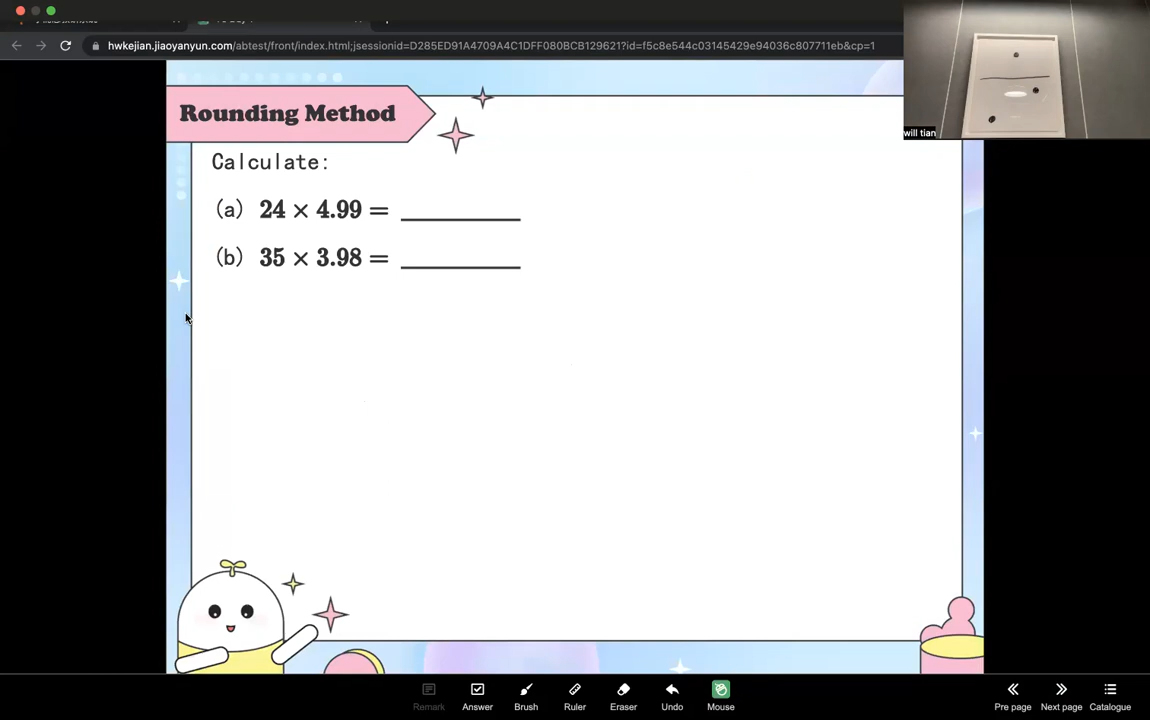 hwkejian.jiaoyanyun.com/abtest/front/index.html;jsessionid=D285ED91A4709A4C1DFF080BCB129621?id=f5c8e544c03145429e94036c807711eb&cp=1
will tian
Rounding Method
Calculate:
(a) 24 × 4.99 = ________
(b) 35 × 3.98 = ________
Remark
Answer
Brush
Ruler
Eraser
Undo
Mouse
Pre page
Next page
Catalogue